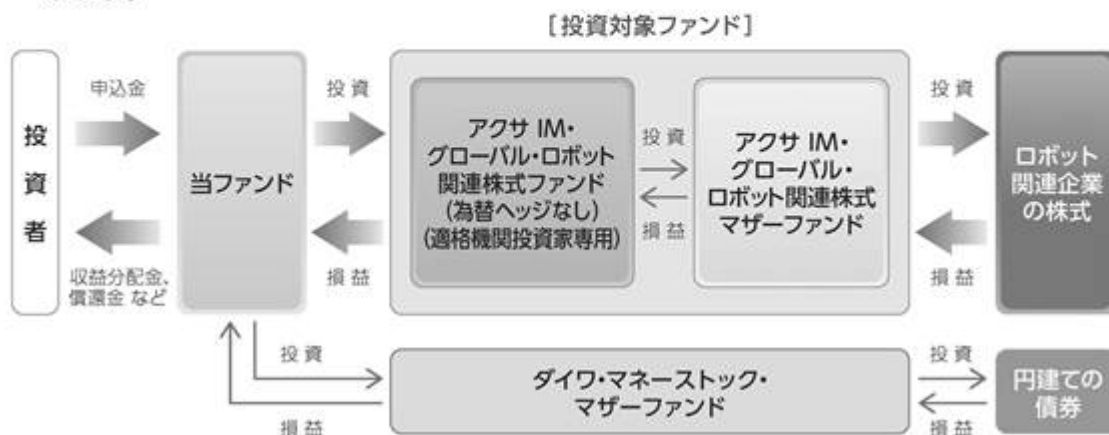 [投資対象ファンド]
投資者
申込金
収益分配金、
償還金 など
当ファンド
投資
損益
アクサ IM・
グローバル・ロボット
関連株式ファンド
(為替ヘッジなし)
(適格機関投資家専用)
投資
損益
アクサ IM・
グローバル・
ロボット関連株式
マザーファンド
投資
損益
ロボット
関連企業
の株式
投資
損益
ダイワ・マネーストック・
マザーファンド
投資
損益
円建ての
債券